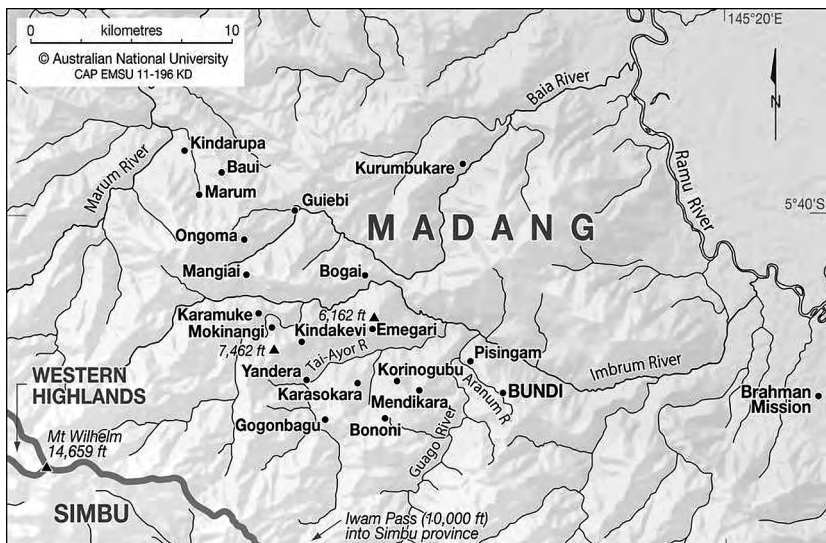 kilometres
0 10
© Australian National University
CAP EMSU 11-196 KD
145°20'E
N
Baia River
Ramu River
Marum River
Kindarupa
Baui
Marum
Kurumbukare
Guiebi
5°40'S
MADANG
Ongoma
Mangiai
Bogai
Karamuke
6,162 ft
Mokinangi
Kindakevi
Emegari
7,462 ft
Tai-Ayor R
Pisingam
Imbrum River
WESTERN
HIGHLANDS
Yandera
Korinogubu
Karasokara
Aranum R
BUNDI
Mendikara
Brahman
Mission
Gogonbagu
Bononi
Guago River
Mt Wilhelm
14,659 ft
SIMBU
Iwam Pass (10,000 ft)
into Simbu province